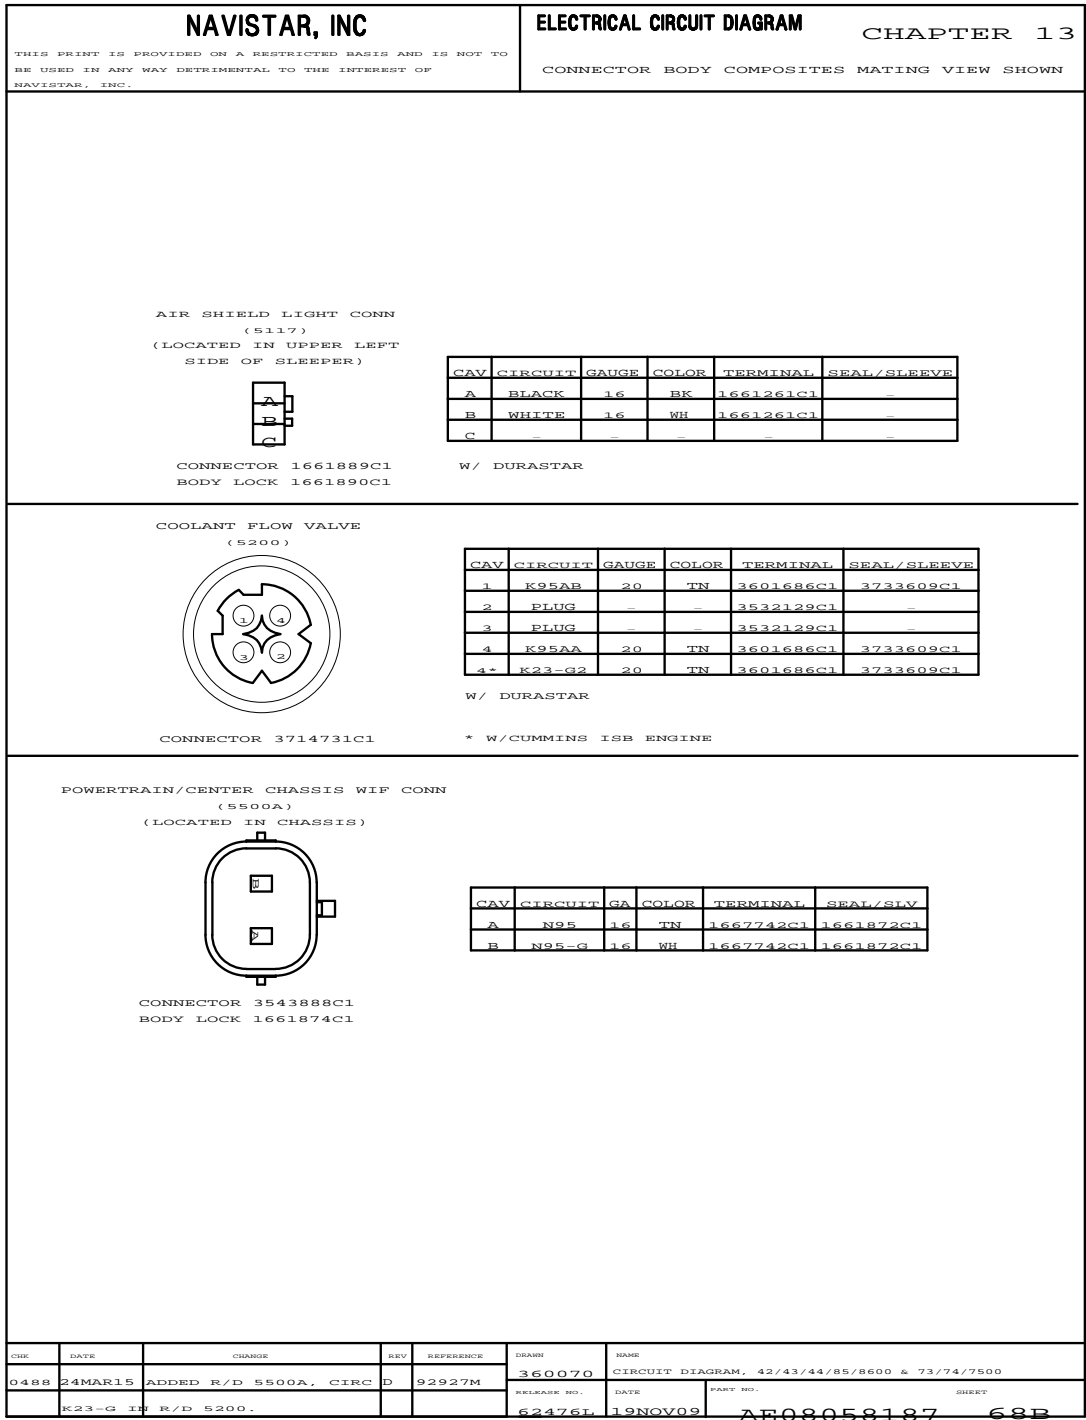 NAVISTAR, INC
THIS PRINT IS PROVIDED ON A RESTRICTED BASIS AND IS NOT TO
BE USED IN ANY WAY DETRIMENTAL TO THE INTEREST OF
NAVISTAR, INC.
ELECTRICAL CIRCUIT DIAGRAM
CHAPTER 13
CONNECTOR BODY COMPOSITES MATING VIEW SHOWN
AIR SHIELD LIGHT CONN
(5117)
(LOCATED IN UPPER LEFT
SIDE OF SLEEPER)
A
B
C
CONNECTOR 1661889C1
BODY LOCK 1661890C1
CAV CIRCUIT GAUGE COLOR TERMINAL SEAL/SLEEVE
A BLACK 16 BK 1661261C1 –
B WHITE 16 WH 1661261C1 –
C – – – – –
W/ DURASTAR
COOLANT FLOW VALVE
(5200)
1 4
3 2
CONNECTOR 3714731C1
CAV CIRCUIT GAUGE COLOR TERMINAL SEAL/SLEEVE
1 K95AB 20 TN 3601686C1 3733609C1
2 PLUG – – 3532129C1 –
3 PLUG – – 3532129C1 –
4 K95AA 20 TN 3601686C1 3733609C1
4* K23-G2 20 TN 3601686C1 3733609C1
W/ DURASTAR
* W/CUMMINS ISB ENGINE
POWERTRAIN/CENTER CHASSIS WIF CONN
(5500A)
(LOCATED IN CHASSIS)
B
A
CONNECTOR 3543888C1
BODY LOCK 1661874C1
CAV CIRCUIT GA COLOR TERMINAL SEAL/SLV
A N95 16 TN 1667742C1 1661872C1
B N95-G 16 WH 1667742C1 1661872C1
CHK DATE CHANGE REV REFERENCE
0488 24MAR15 ADDED R/D 5500A, CIRC D 92927M
K23-G IN R/D 5200.
DRAWN
360070
NAME
CIRCUIT DIAGRAM, 42/43/44/85/8600 & 73/74/7500
RELEASE NO.
62476L
DATE
19NOV09
PART NO.
AE08058187
SHEET
68B